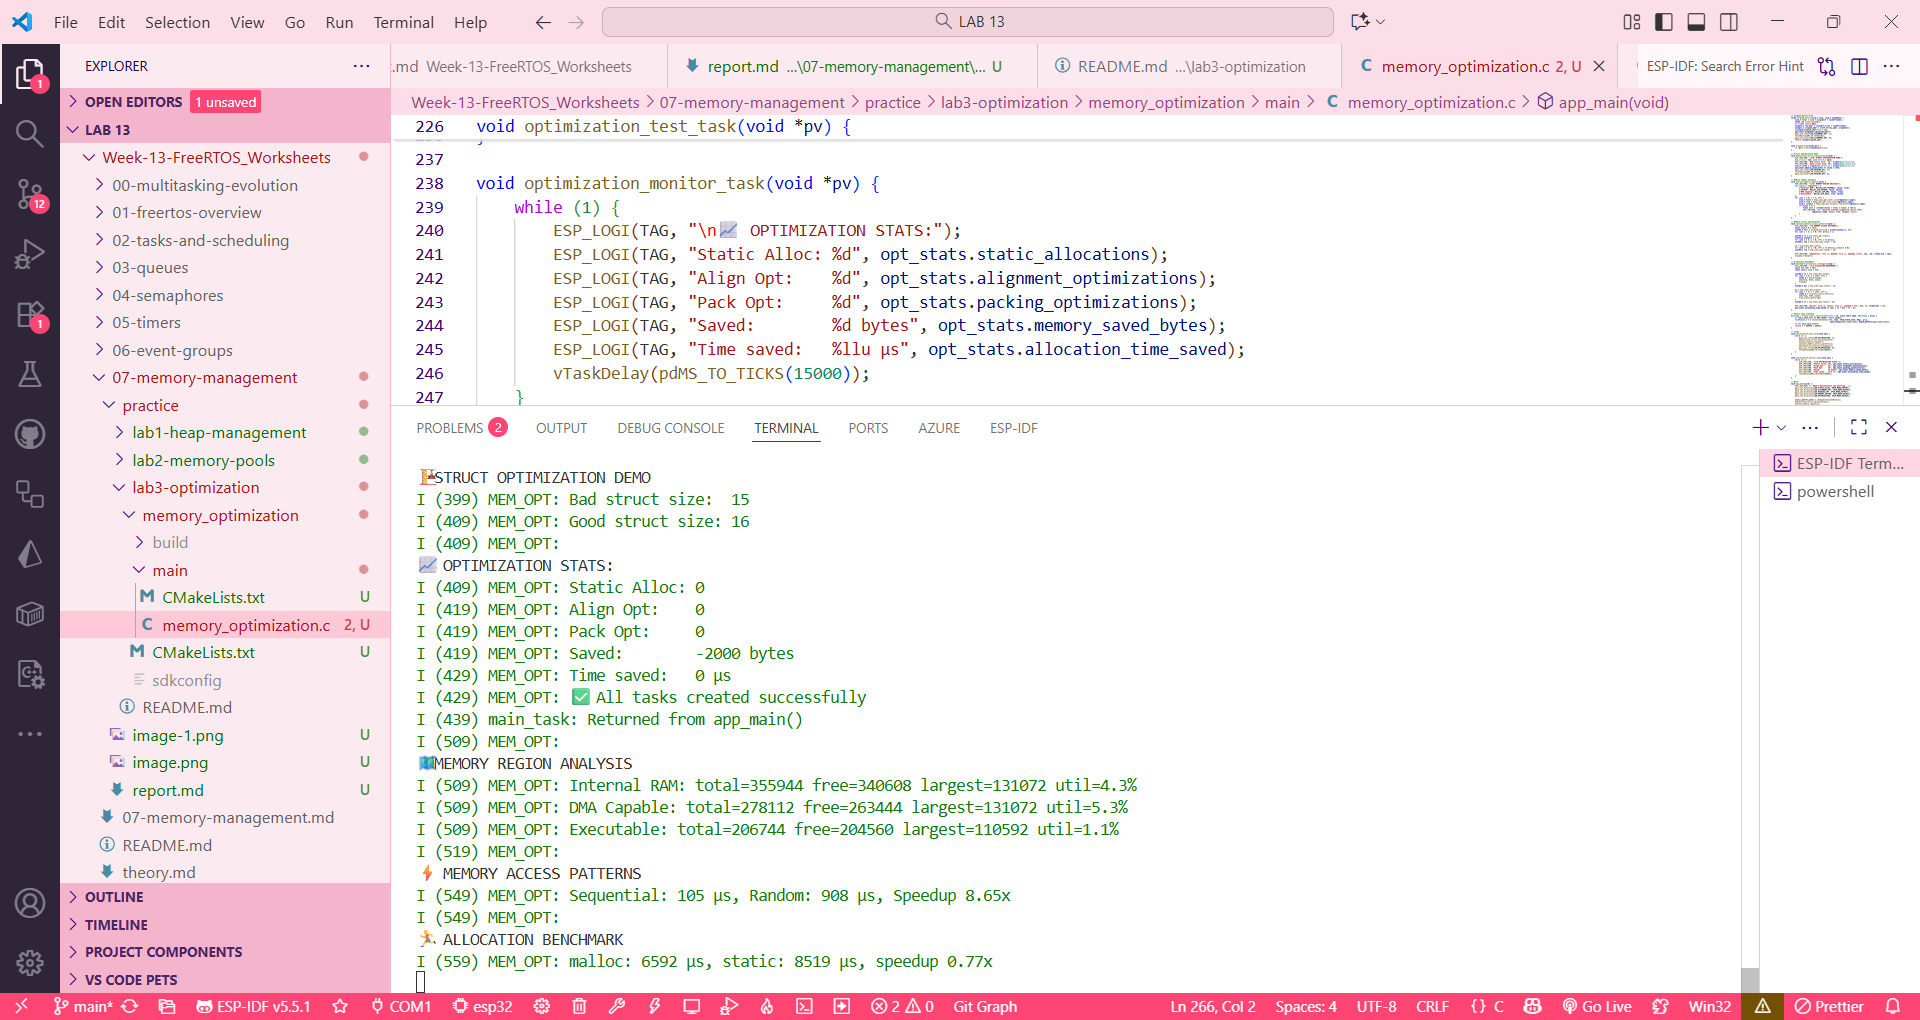 File Edit Selection View Go Run Terminal Help
LAB 13
EXPLORER
.md Week-13-FreeRTOS_Worksheets
report.md ...\07-memory-management\... U
README.md ...\lab3-optimization
memory_optimization.c 2, U
ESP-IDF: Search Error Hint
OPEN EDITORS 1 unsaved
LAB 13
Week-13-FreeRTOS_Worksheets
00-multitasking-evolution
01-freertos-overview
02-tasks-and-scheduling
03-queues
04-semaphores
05-timers
06-event-groups
07-memory-management
practice
lab1-heap-management
lab2-memory-pools
lab3-optimization
memory_optimization
build
main
CMakeLists.txt U
memory_optimization.c 2, U
CMakeLists.txt U
sdkconfig
README.md
image-1.png U
image.png U
report.md U
07-memory-management.md
README.md
theory.md
OUTLINE
TIMELINE
PROJECT COMPONENTS
VS CODE PETS
1
12
1
Week-13-FreeRTOS_Worksheets > 07-memory-management > practice > lab3-optimization > memory_optimization > main > C memory_optimization.c > app_main(void)
226 void optimization_test_task(void *pv) {
237
238 void optimization_monitor_task(void *pv) {
239 while (1) {
240 ESP_LOGI(TAG, "\n📈 OPTIMIZATION STATS:");
241 ESP_LOGI(TAG, "Static Alloc: %d", opt_stats.static_allocations);
242 ESP_LOGI(TAG, "Align Opt:    %d", opt_stats.alignment_optimizations);
243 ESP_LOGI(TAG, "Pack Opt:     %d", opt_stats.packing_optimizations);
244 ESP_LOGI(TAG, "Saved:        %d bytes", opt_stats.memory_saved_bytes);
245 ESP_LOGI(TAG, "Time saved:   %llu µs", opt_stats.allocation_time_saved);
246 vTaskDelay(pdMS_TO_TICKS(15000));
247 }
PROBLEMS 2 OUTPUT DEBUG CONSOLE TERMINAL PORTS AZURE ESP-IDF
ESP-IDF Term...
powershell
STRUCT OPTIMIZATION DEMO
I (399) MEM_OPT: Bad struct size:  15
I (409) MEM_OPT: Good struct size: 16
I (409) MEM_OPT:
📈 OPTIMIZATION STATS:
I (409) MEM_OPT: Static Alloc: 0
I (419) MEM_OPT: Align Opt:    0
I (419) MEM_OPT: Pack Opt:     0
I (419) MEM_OPT: Saved:        -2000 bytes
I (429) MEM_OPT: Time saved:   0 µs
I (429) MEM_OPT: ✅ All tasks created successfully
I (439) main_task: Returned from app_main()
I (509) MEM_OPT:
MEMORY REGION ANALYSIS
I (509) MEM_OPT: Internal RAM: total=355944 free=340608 largest=131072 util=4.3%
I (509) MEM_OPT: DMA Capable: total=278112 free=263444 largest=131072 util=5.3%
I (509) MEM_OPT: Executable: total=206744 free=204560 largest=110592 util=1.1%
I (519) MEM_OPT:
⚡ MEMORY ACCESS PATTERNS
I (549) MEM_OPT: Sequential: 105 µs, Random: 908 µs, Speedup 8.65x
I (549) MEM_OPT:
🏃 ALLOCATION BENCHMARK
I (559) MEM_OPT: malloc: 6592 µs, static: 8519 µs, speedup 0.77x
main* ESP-IDF v5.5.1 COM1 esp32 2 0 Git Graph Ln 266, Col 2 Spaces: 4 UTF-8 CRLF {} C Go Live Win32 Prettier